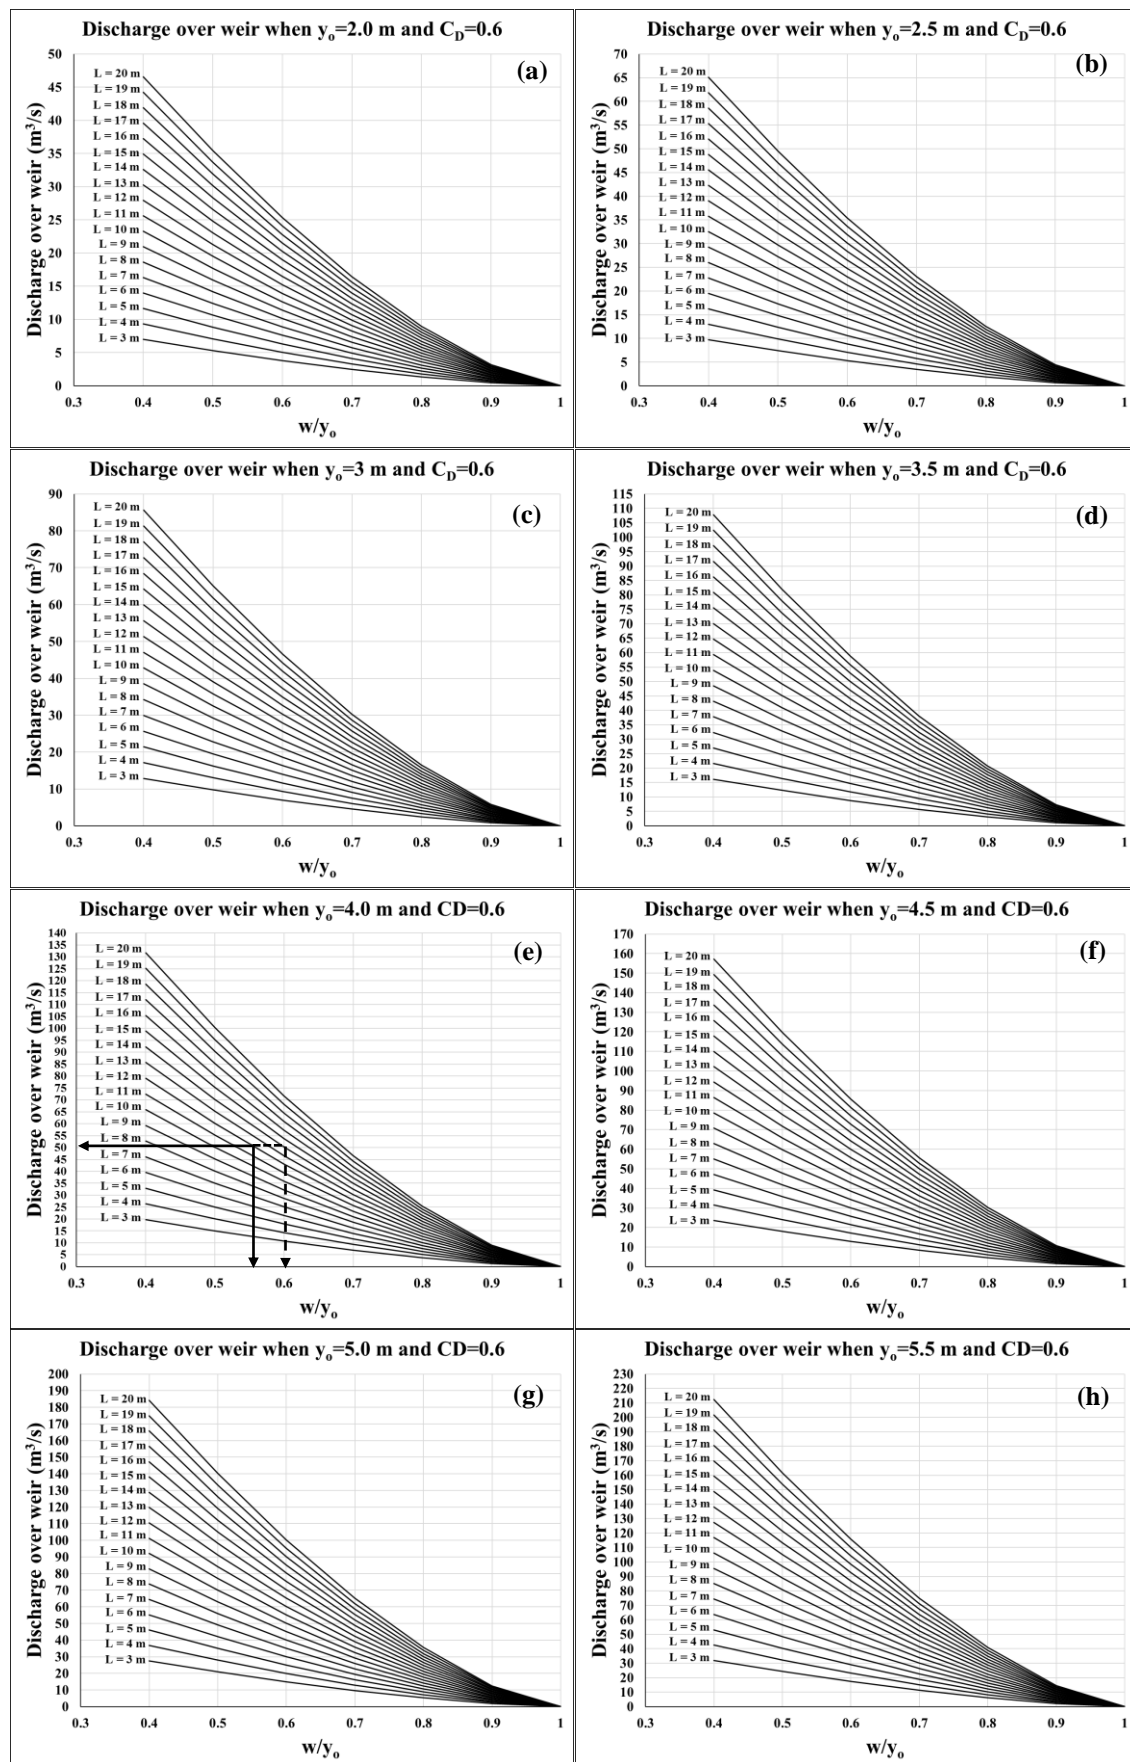 Discharge over weir when yₒ=2.0 m and C_D=0.6
(a)
Discharge over weir (m³/s)
50
45
40
35
30
25
20
15
10
5
0
L = 20 m
L = 19 m
L = 18 m
L = 17 m
L = 16 m
L = 15 m
L = 14 m
L = 13 m
L = 12 m
L = 11 m
L = 10 m
L = 9 m
L = 8 m
L = 7 m
L = 6 m
L = 5 m
L = 4 m
L = 3 m
0.3 0.4 0.5 0.6 0.7 0.8 0.9 1
w/yₒ
Discharge over weir when yₒ=2.5 m and C_D=0.6
(b)
Discharge over weir (m³/s)
70
65
60
55
50
45
40
35
30
25
20
15
10
5
0
L = 20 m
L = 19 m
L = 18 m
L = 17 m
L = 16 m
L = 15 m
L = 14 m
L = 13 m
L = 12 m
L = 11 m
L = 10 m
L = 9 m
L = 8 m
L = 7 m
L = 6 m
L = 5 m
L = 4 m
L = 3 m
0.3 0.4 0.5 0.6 0.7 0.8 0.9 1
w/yₒ
Discharge over weir when yₒ=3 m and C_D=0.6
(c)
Discharge over weir (m³/s)
90
80
70
60
50
40
30
20
10
0
L = 20 m
L = 19 m
L = 18 m
L = 17 m
L = 16 m
L = 15 m
L = 14 m
L = 13 m
L = 12 m
L = 11 m
L = 10 m
L = 9 m
L = 8 m
L = 7 m
L = 6 m
L = 5 m
L = 4 m
L = 3 m
0.3 0.4 0.5 0.6 0.7 0.8 0.9 1
w/yₒ
Discharge over weir when yₒ=3.5 m and C_D=0.6
(d)
Discharge over weir (m³/s)
115
110
105
100
95
90
85
80
75
70
65
60
55
50
45
40
35
30
25
20
15
10
5
0
L = 20 m
L = 19 m
L = 18 m
L = 17 m
L = 16 m
L = 15 m
L = 14 m
L = 13 m
L = 12 m
L = 11 m
L = 10 m
L = 9 m
L = 8 m
L = 7 m
L = 6 m
L = 5 m
L = 4 m
L = 3 m
0.3 0.4 0.5 0.6 0.7 0.8 0.9 1
w/yₒ
Discharge over weir when yₒ=4.0 m and CD=0.6
(e)
Discharge over weir (m³/s)
140
135
130
125
120
115
110
105
100
95
90
85
80
75
70
65
60
55
50
45
40
35
30
25
20
15
10
5
0
L = 20 m
L = 19 m
L = 18 m
L = 17 m
L = 16 m
L = 15 m
L = 14 m
L = 13 m
L = 12 m
L = 11 m
L = 10 m
L = 9 m
L = 8 m
L = 7 m
L = 6 m
L = 5 m
L = 4 m
L = 3 m
0.3 0.4 0.5 0.6 0.7 0.8 0.9 1
w/yₒ
Discharge over weir when yₒ=4.5 m and CD=0.6
(f)
Discharge over weir (m³/s)
170
160
150
140
130
120
110
100
90
80
70
60
50
40
30
20
10
0
L = 20 m
L = 19 m
L = 18 m
L = 17 m
L = 16 m
L = 15 m
L = 14 m
L = 13 m
L = 12 m
L = 11 m
L = 10 m
L = 9 m
L = 8 m
L = 7 m
L = 6 m
L = 5 m
L = 4 m
L = 3 m
0.3 0.4 0.5 0.6 0.7 0.8 0.9 1
w/yₒ
Discharge over weir when yₒ=5.0 m and CD=0.6
(g)
Discharge over weir (m³/s)
200
190
180
170
160
150
140
130
120
110
100
90
80
70
60
50
40
30
20
10
0
L = 20 m
L = 19 m
L = 18 m
L = 17 m
L = 16 m
L = 15 m
L = 14 m
L = 13 m
L = 12 m
L = 11 m
L = 10 m
L = 9 m
L = 8 m
L = 7 m
L = 6 m
L = 5 m
L = 4 m
L = 3 m
0.3 0.4 0.5 0.6 0.7 0.8 0.9 1
w/yₒ
Discharge over weir when yₒ=5.5 m and CD=0.6
(h)
Discharge over weir (m³/s)
230
220
210
200
190
180
170
160
150
140
130
120
110
100
90
80
70
60
50
40
30
20
10
0
L = 20 m
L = 19 m
L = 18 m
L = 17 m
L = 16 m
L = 15 m
L = 14 m
L = 13 m
L = 12 m
L = 11 m
L = 10 m
L = 9 m
L = 8 m
L = 7 m
L = 6 m
L = 5 m
L = 4 m
L = 3 m
0.3 0.4 0.5 0.6 0.7 0.8 0.9 1
w/yₒ